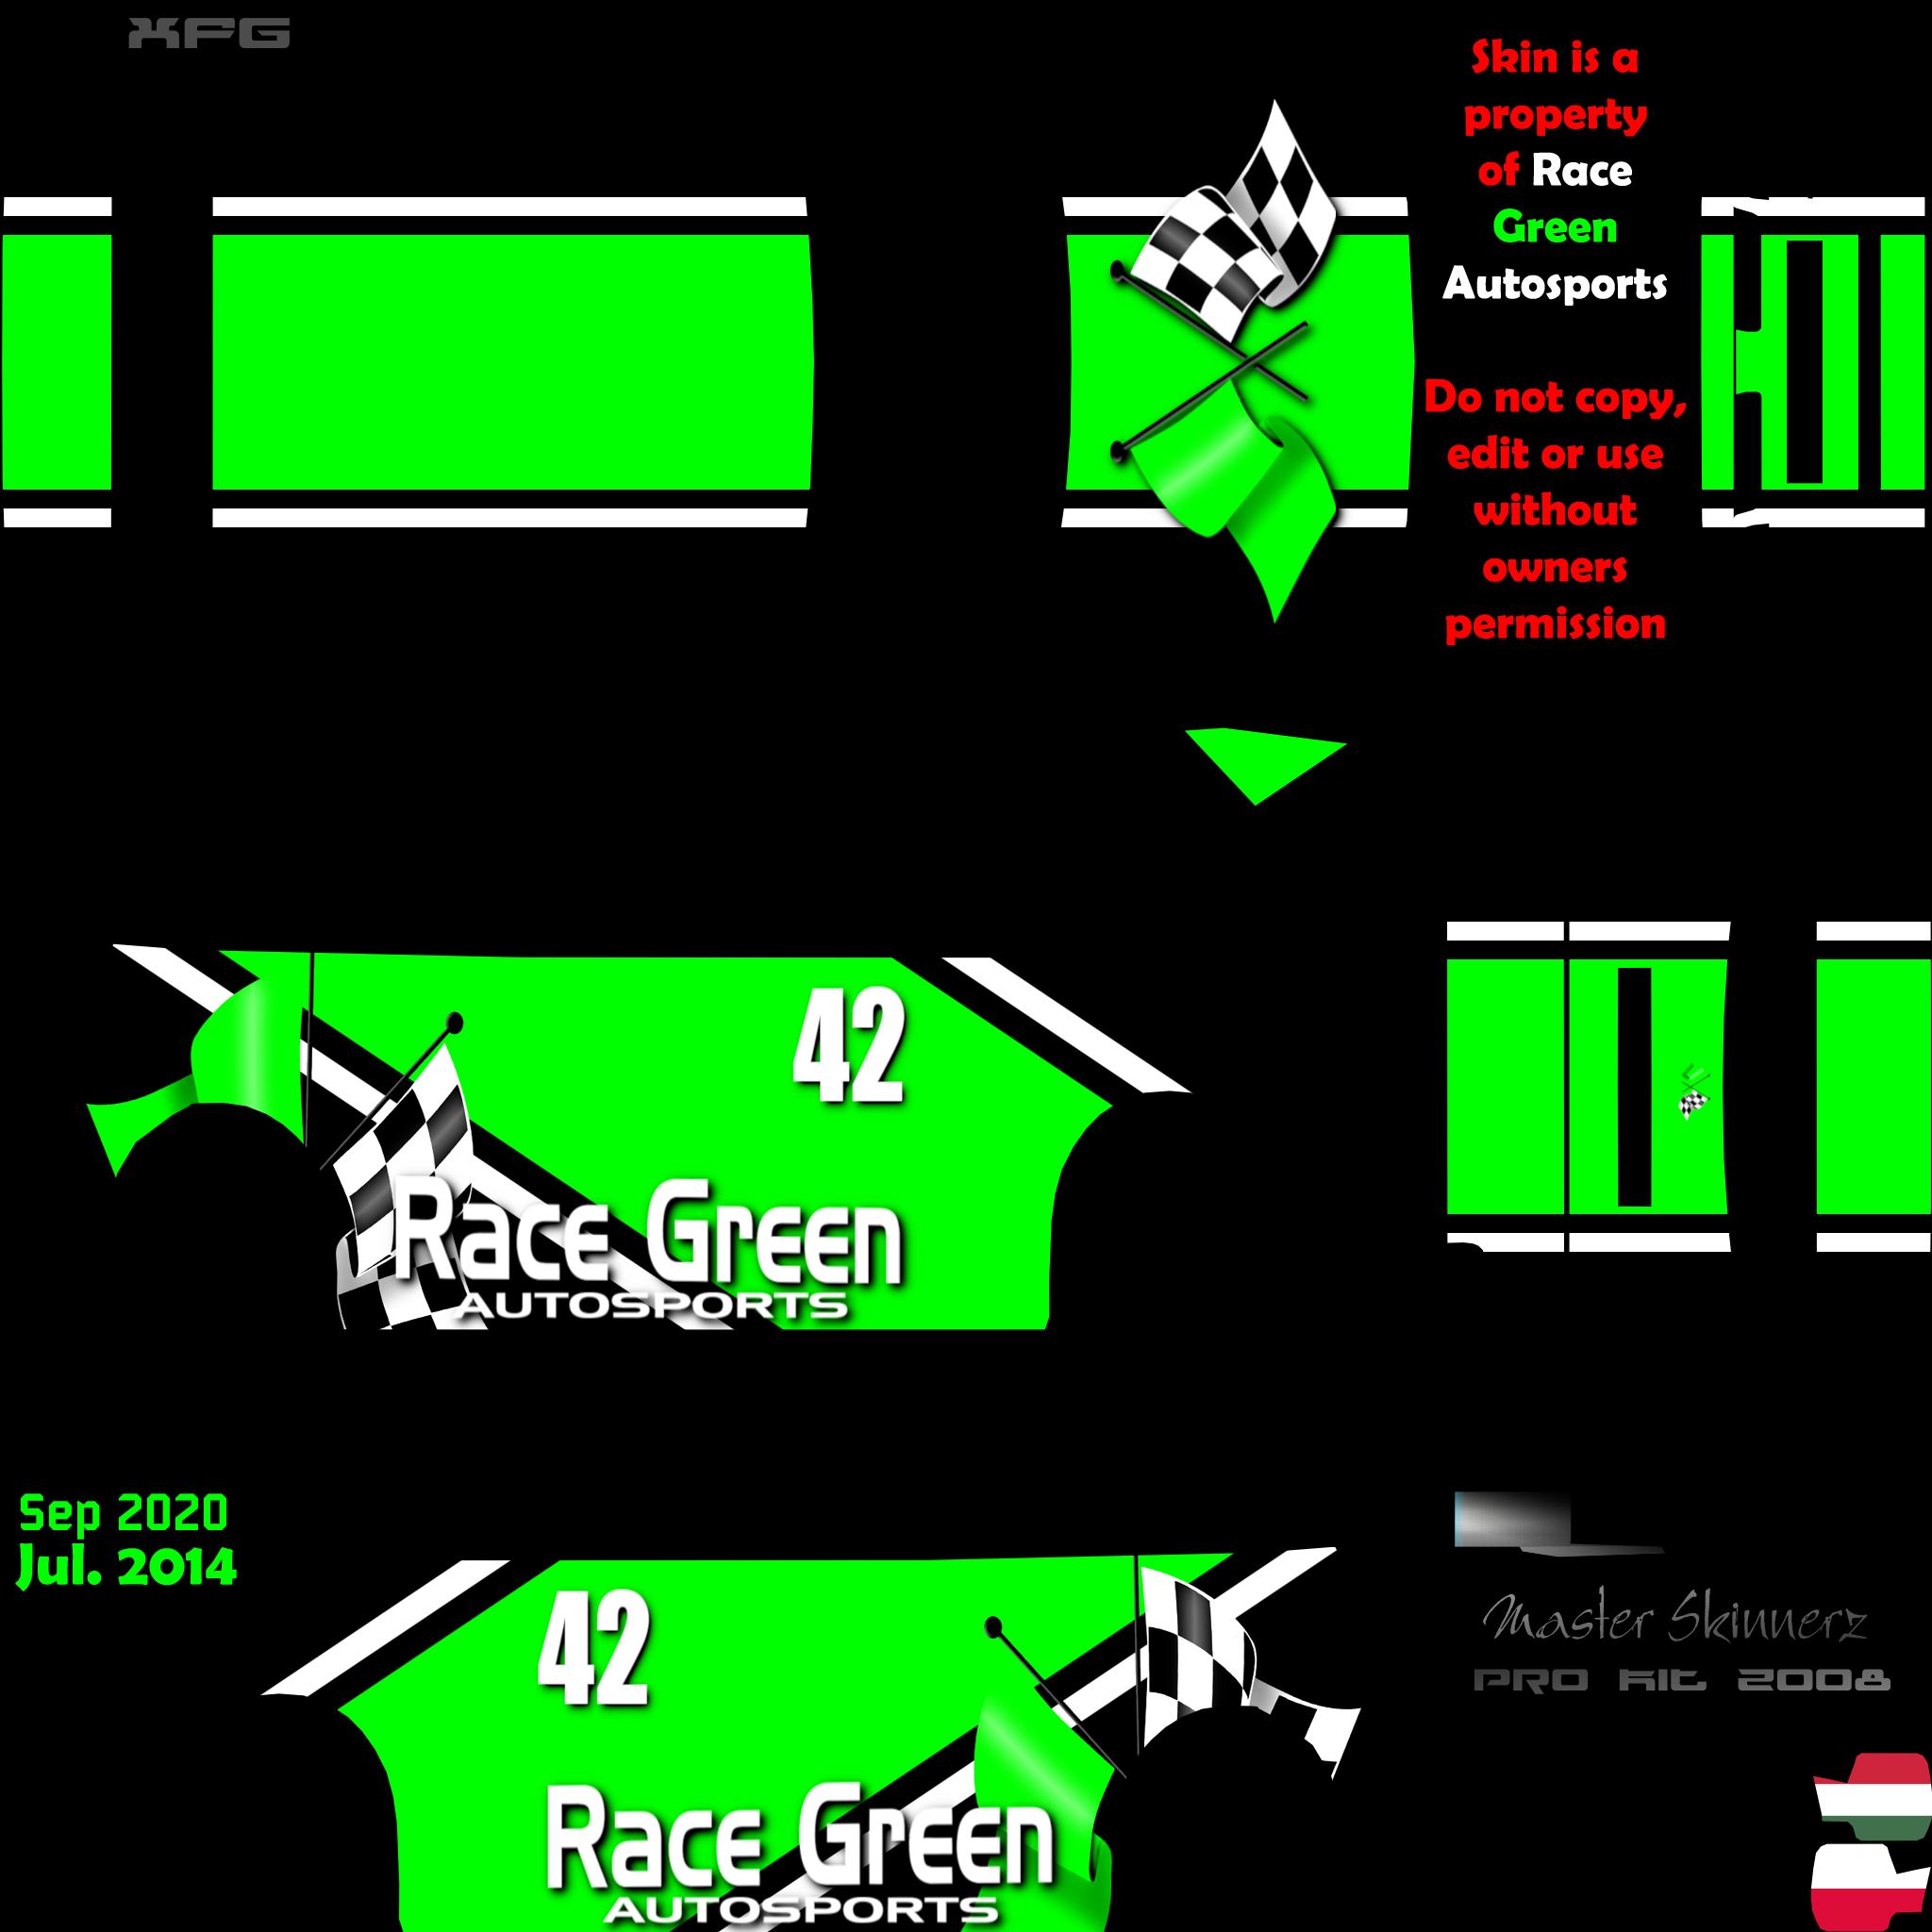 XFG
Skin is a
property
of Race
Green
Autosports
Do not copy,
edit or use
without
owners
permission
42
Race Green
AUTOSPORTS
Sep 2020
Jul. 2014
42
Race Green
AUTOSPORTS
Master Skinnerz
PRO Kit 2008